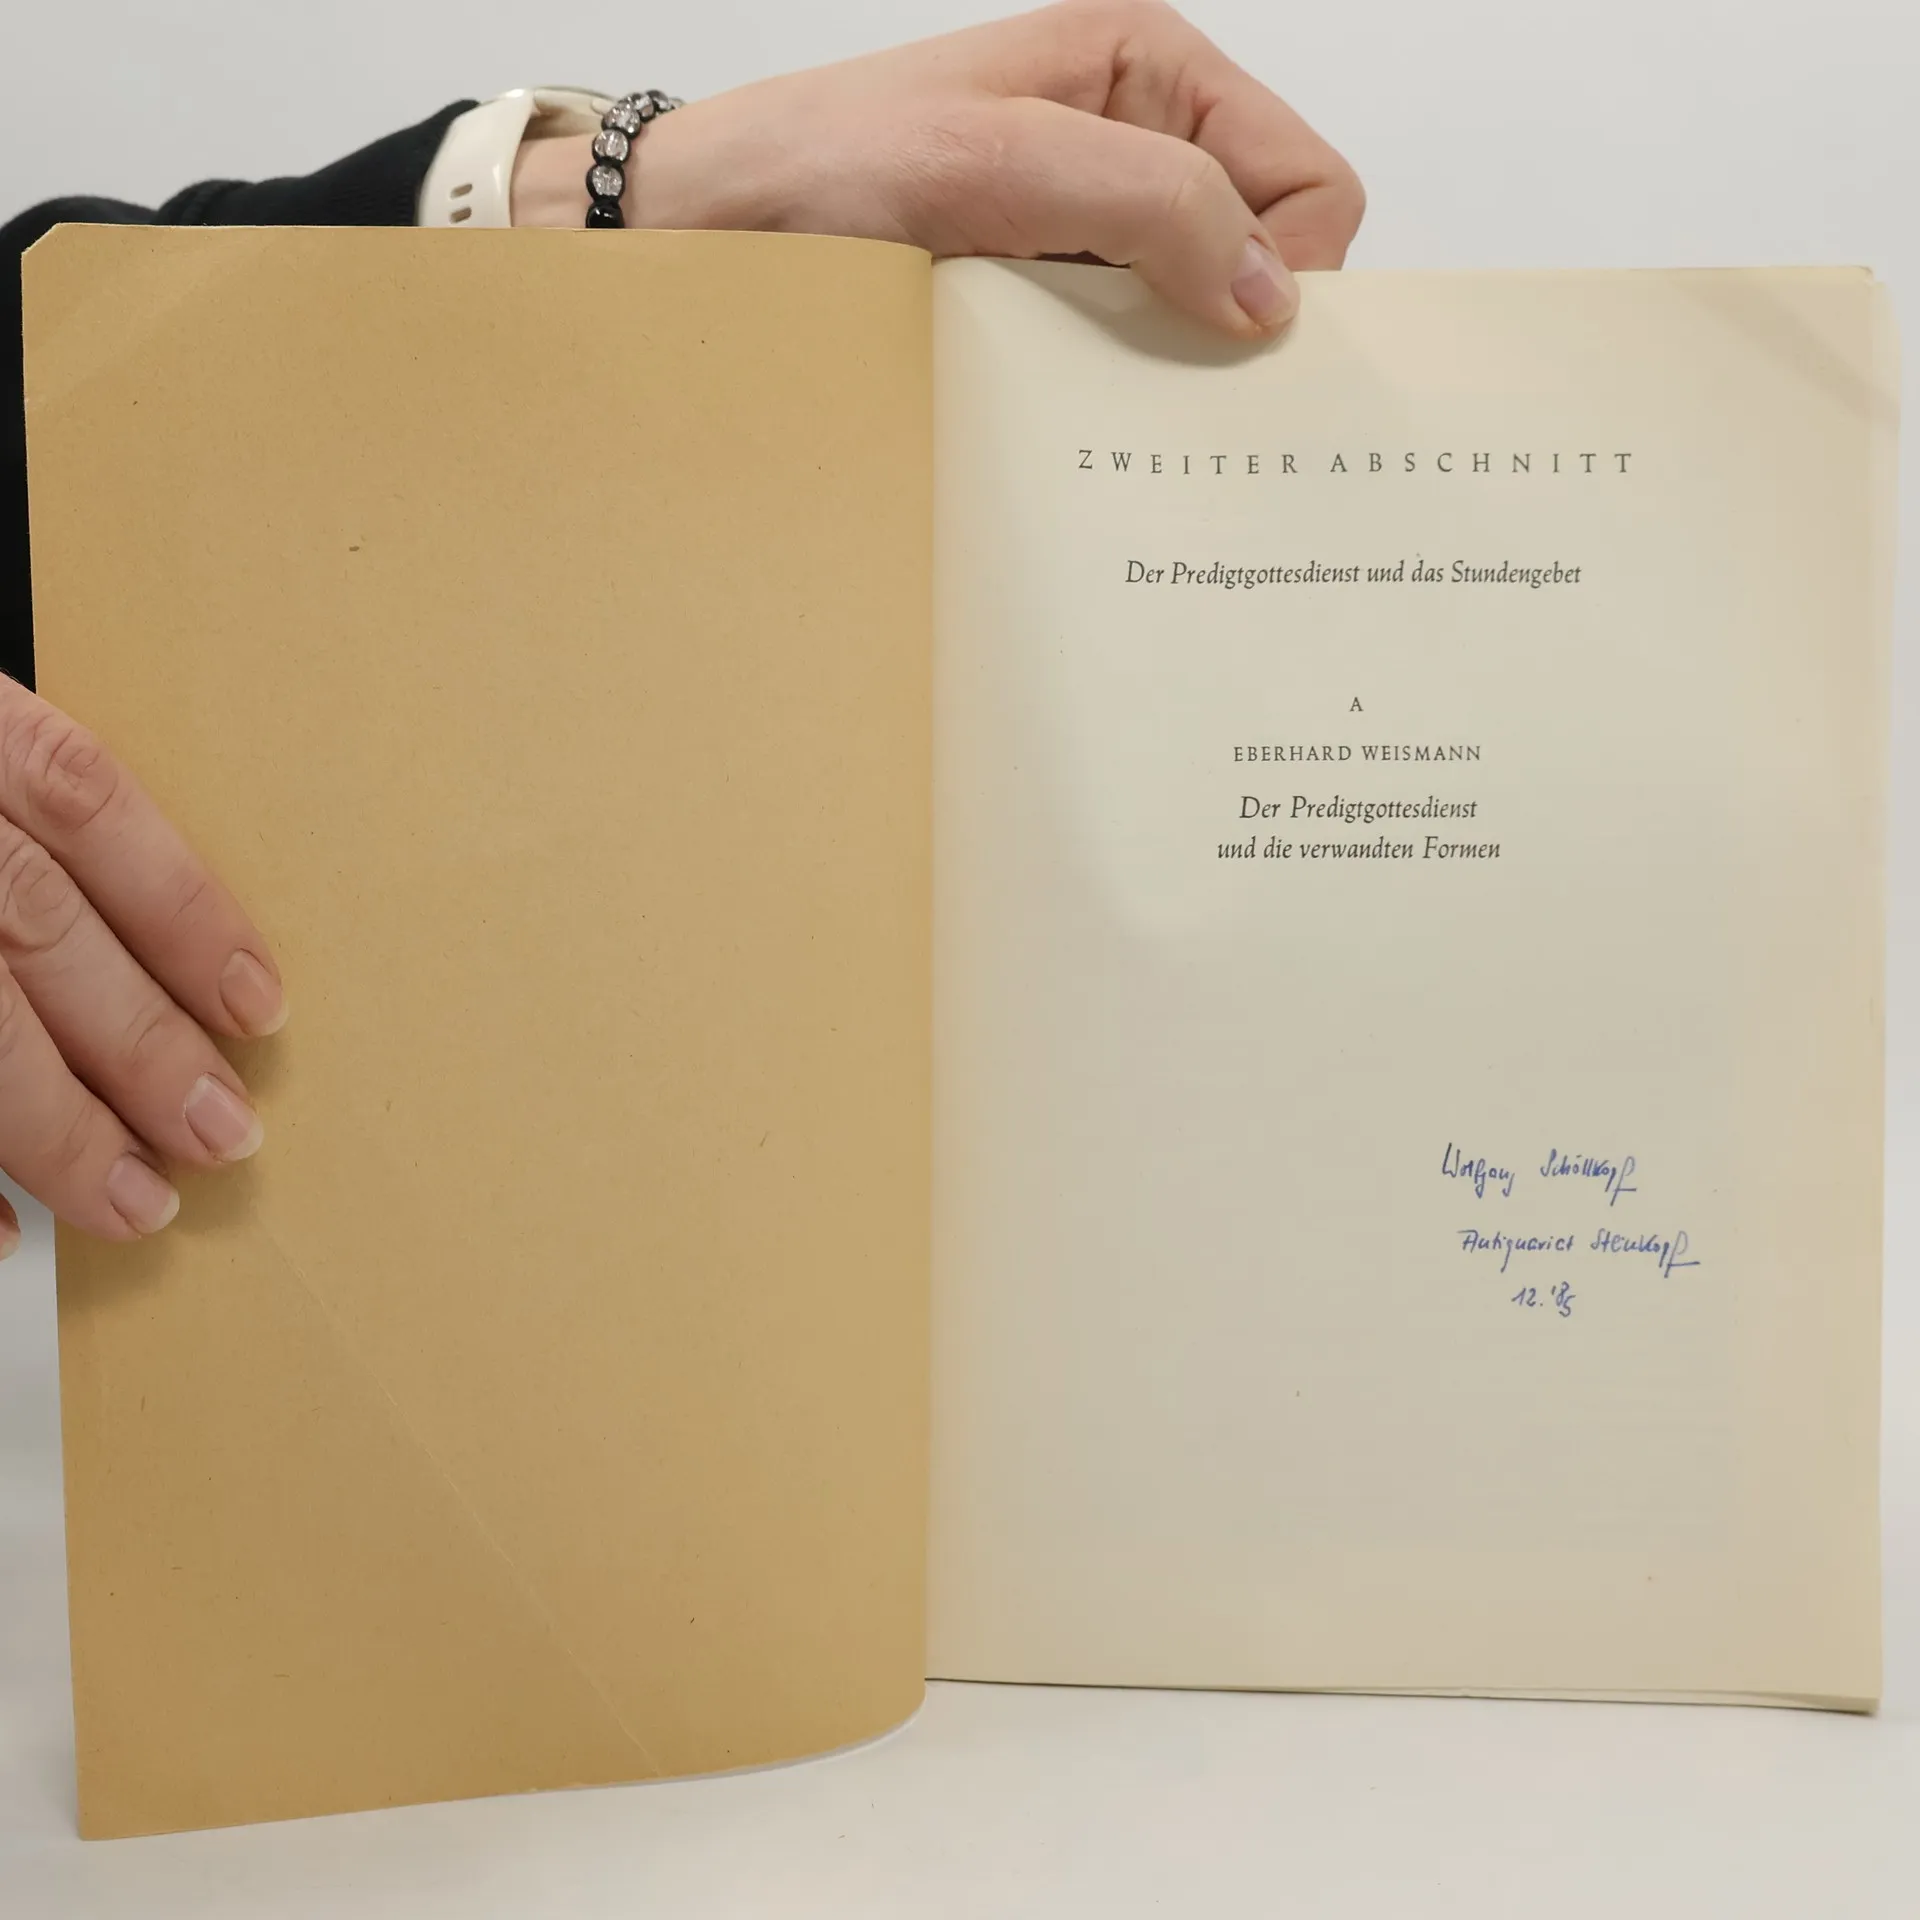 ZWEITER ABSCHNITT
Der Predigtgottesdienst und das Stundengebet
A
EBERHARD WEISMANN
Der Predigtgottesdienst
und die verwandten Formen
Wolfgang Schöllkopf
Antiquariat Steinkopf
12.'85